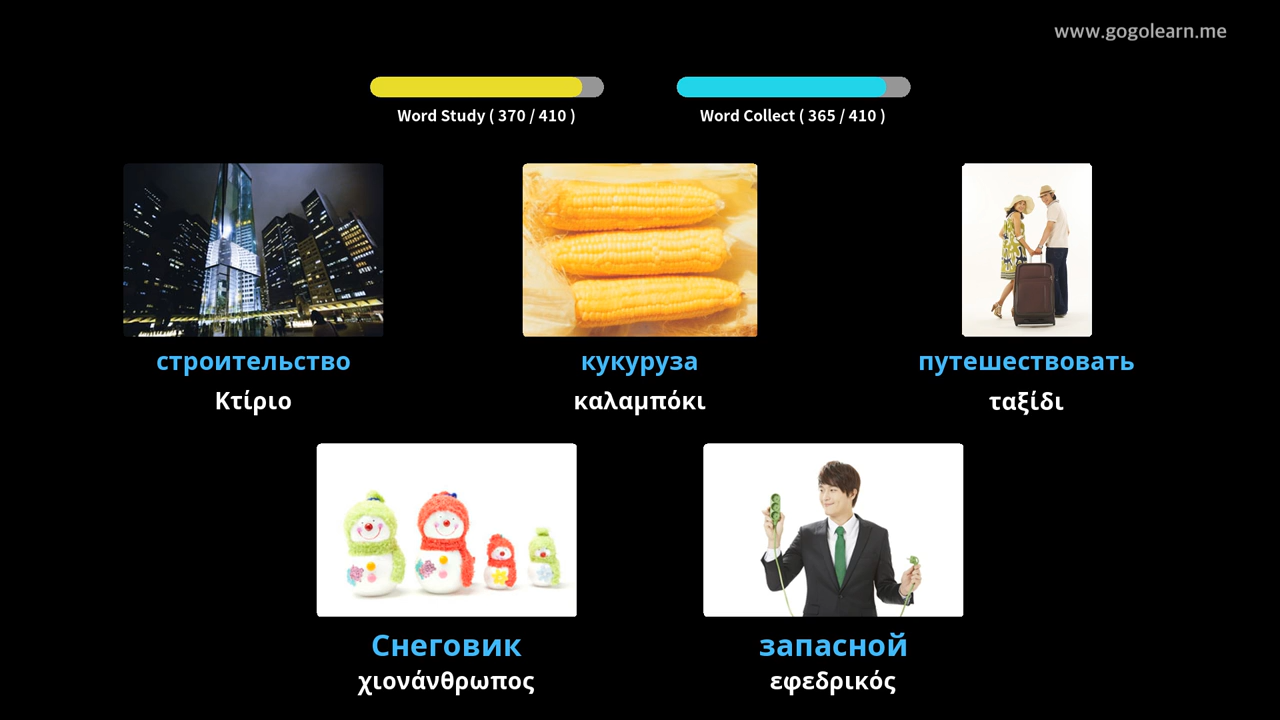 www.gogolearn.me
Word Study ( 370 / 410 )
Word Collect ( 365 / 410 )
строительство
Κτίριο
кукуруза
καλαμπόκι
путешествовать
ταξίδι
Снеговик
χιονάνθρωπος
запасной
εφεδρικός